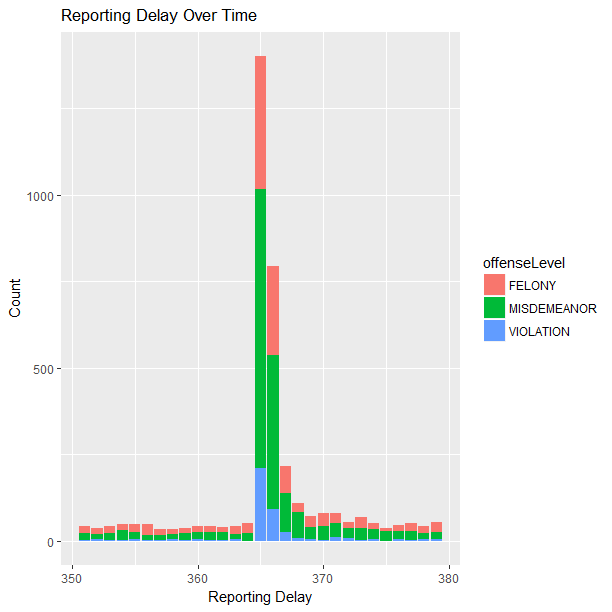 Reporting Delay Over Time
Count
1000
500
0
350
360
370
380
Reporting Delay
offenseLevel
FELONY
MISDEMEANOR
VIOLATION